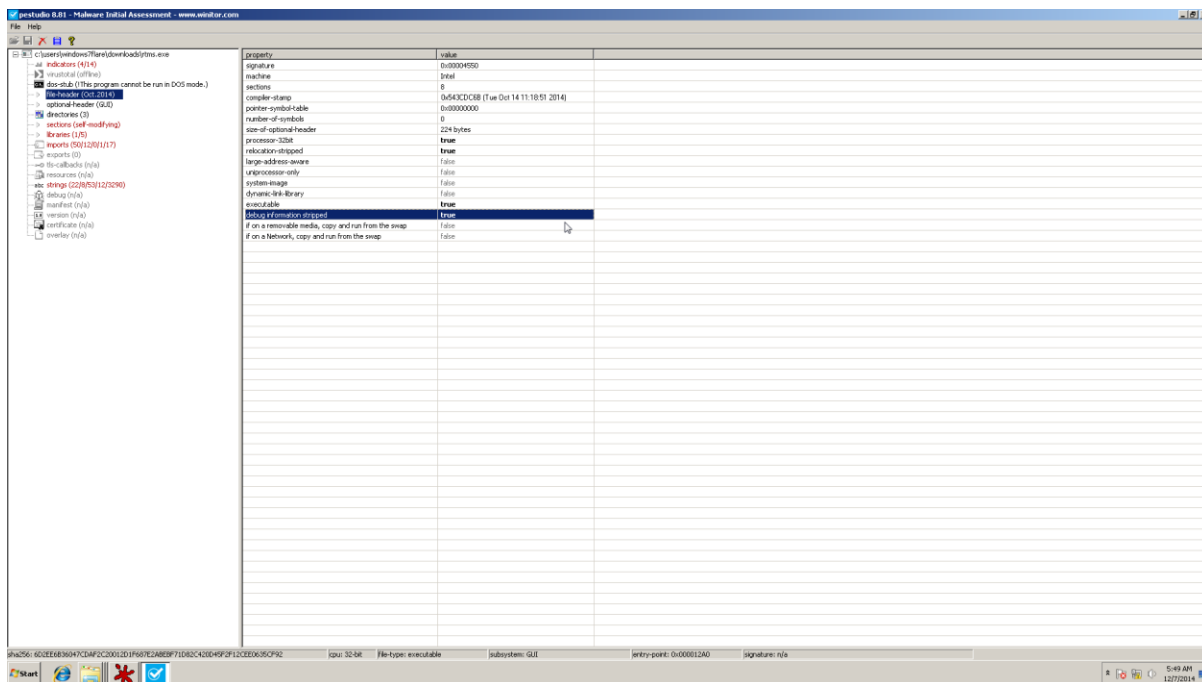 pestudio 8.81 - Malware Initial Assessment - www.winitor.com
File Help
c:\users\windows7flare\downloads\rtms.exe
indicators (4/14)
virustotal (offline)
dos-stub (!This program cannot be run in DOS mode.)
file-header (Oct.2014)
optional-header (GUI)
directories (3)
sections (self-modifying)
libraries (1/5)
imports (50/12/0/1/17)
exports (0)
tls-callbacks (n/a)
resources (n/a)
abc strings (22/8/53/12/3290)
debug (n/a)
manifest (n/a)
version (n/a)
certificate (n/a)
overlay (n/a)
property value
signature 0x00004550
machine Intel
sections 8
compiler-stamp 0x543CDC6B (Tue Oct 14 11:18:51 2014)
pointer-symbol-table 0x00000000
number-of-symbols 0
size-of-optional-header 224 bytes
processor-32bit true
relocation-stripped true
large-address-aware false
uniprocessor-only false
system-image false
dynamic-link-library false
executable true
debug information stripped true
if on a removable media, copy and run from the swap false
if on a Network, copy and run from the swap false
sha256: cpu: 32-bit file-type: executable subsystem: GUI entry-point: 0x000012A0 signature: n/a
Start
5:49 AM
12/7/2014